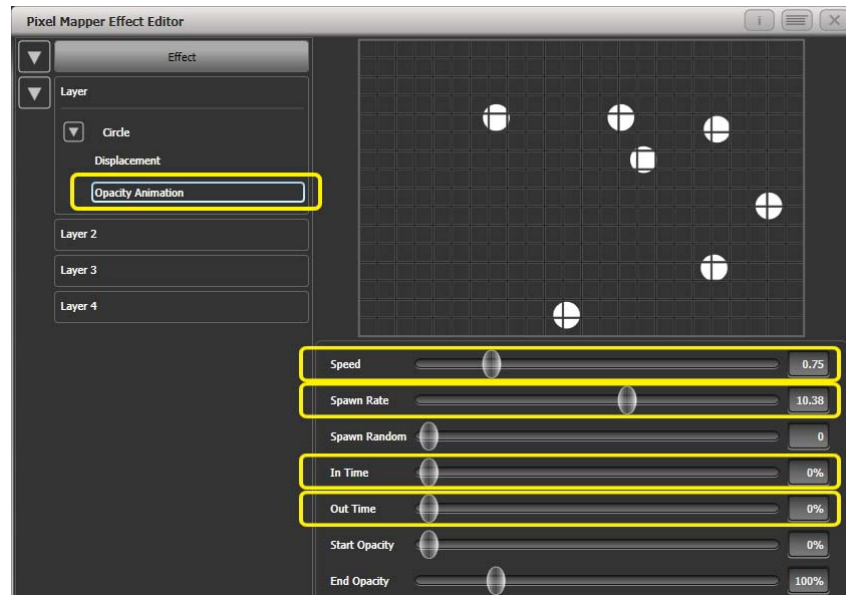 Pixel Mapper Effect Editor
i
X
Effect
Layer
Circle
Displacement
Opacity Animation
Layer 2
Layer 3
Layer 4
Speed 0.75
Spawn Rate 10.38
Spawn Random 0
In Time 0%
Out Time 0%
Start Opacity 0%
End Opacity 100%